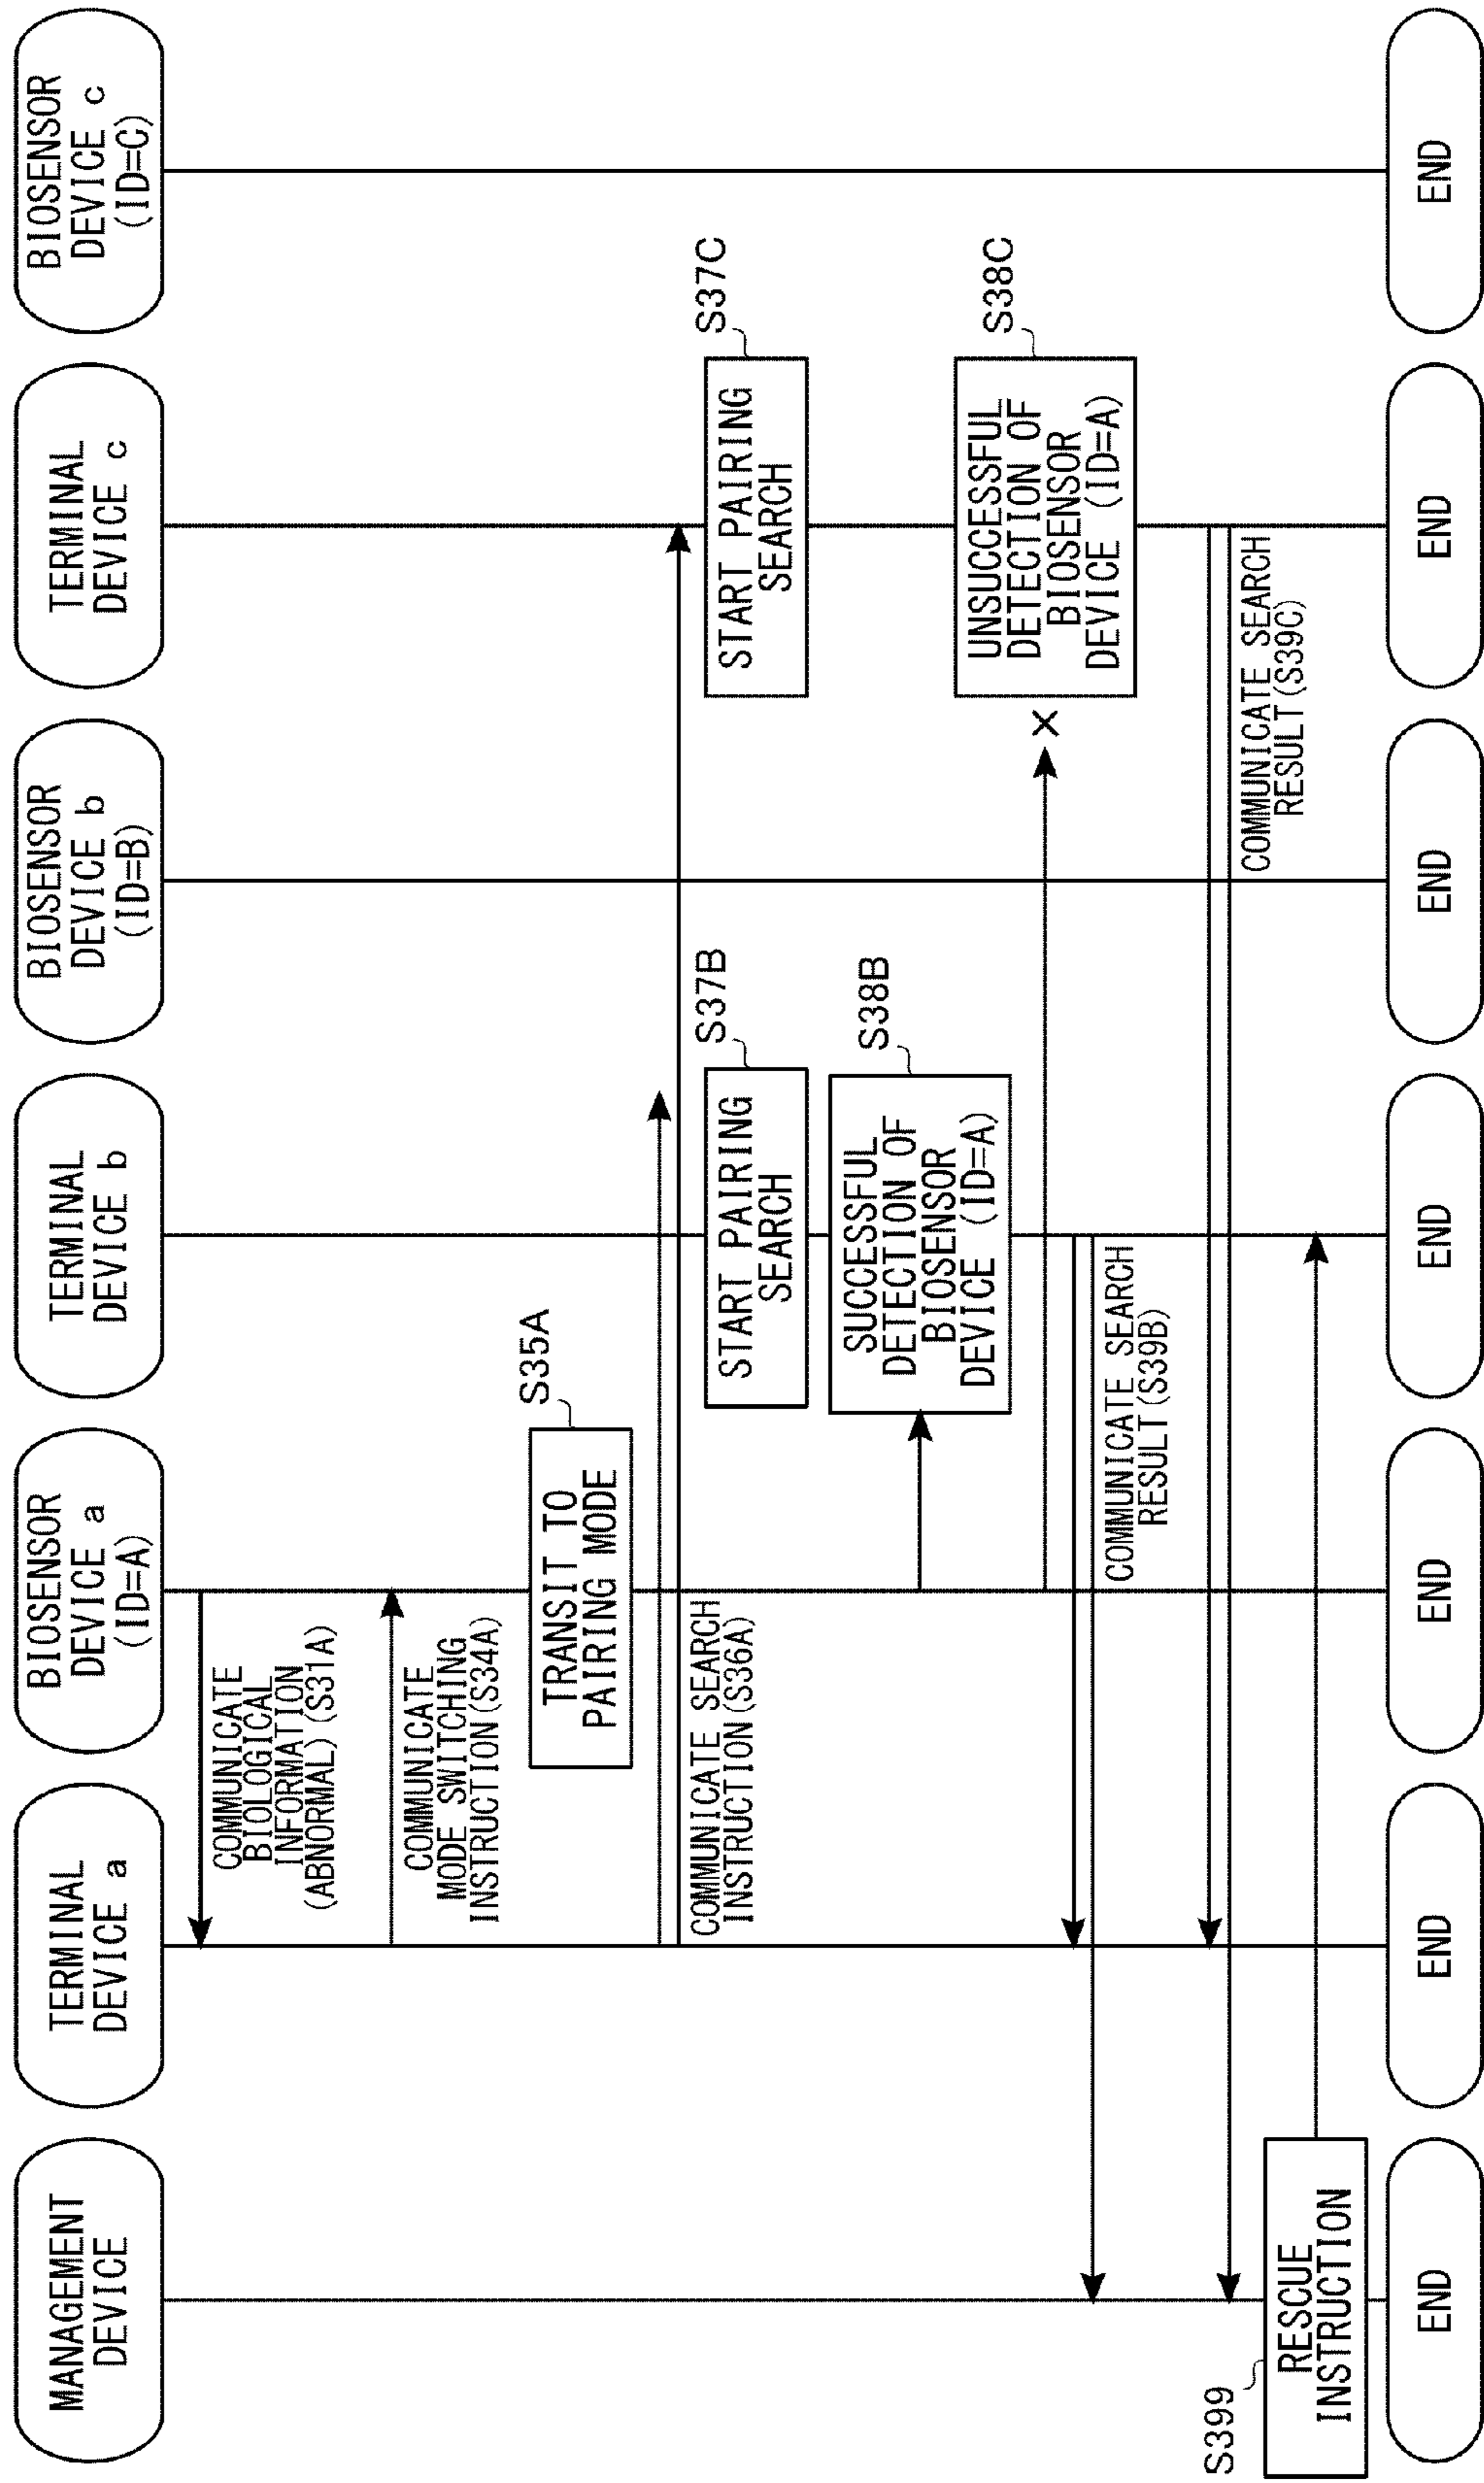 MANAGEMENT
DEVICE
TERMINAL
DEVICE a
BIOSENSOR
DEVICE a
(ID=A)
TERMINAL
DEVICE b
BIOSENSOR
DEVICE b
(ID=B)
TERMINAL
DEVICE c
BIOSENSOR
DEVICE c
(ID=C)
COMMUNICATE
BIOLOGICAL
INFORMATION
(ABNORMAL)(S31A)
COMMUNICATE
MODE SWITCHING
INSTRUCTION(S34A)
S35A
TRANSIT TO
PAIRING MODE
COMMUNICATE SEARCH
INSTRUCTION(S36A)
S37B
START PAIRING
SEARCH
S37C
START PAIRING
SEARCH
S38B
SUCCESSFUL
DETECTION OF
BIOSENSOR
DEVICE (ID=A)
S38C
UNSUCCESSFUL
DETECTION OF
BIOSENSOR
DEVICE (ID=A)
×
COMMUNICATE SEARCH
RESULT(S39B)
COMMUNICATE SEARCH
RESULT(S39C)
S399
RESCUE
INSTRUCTION
END
END
END
END
END
END
END